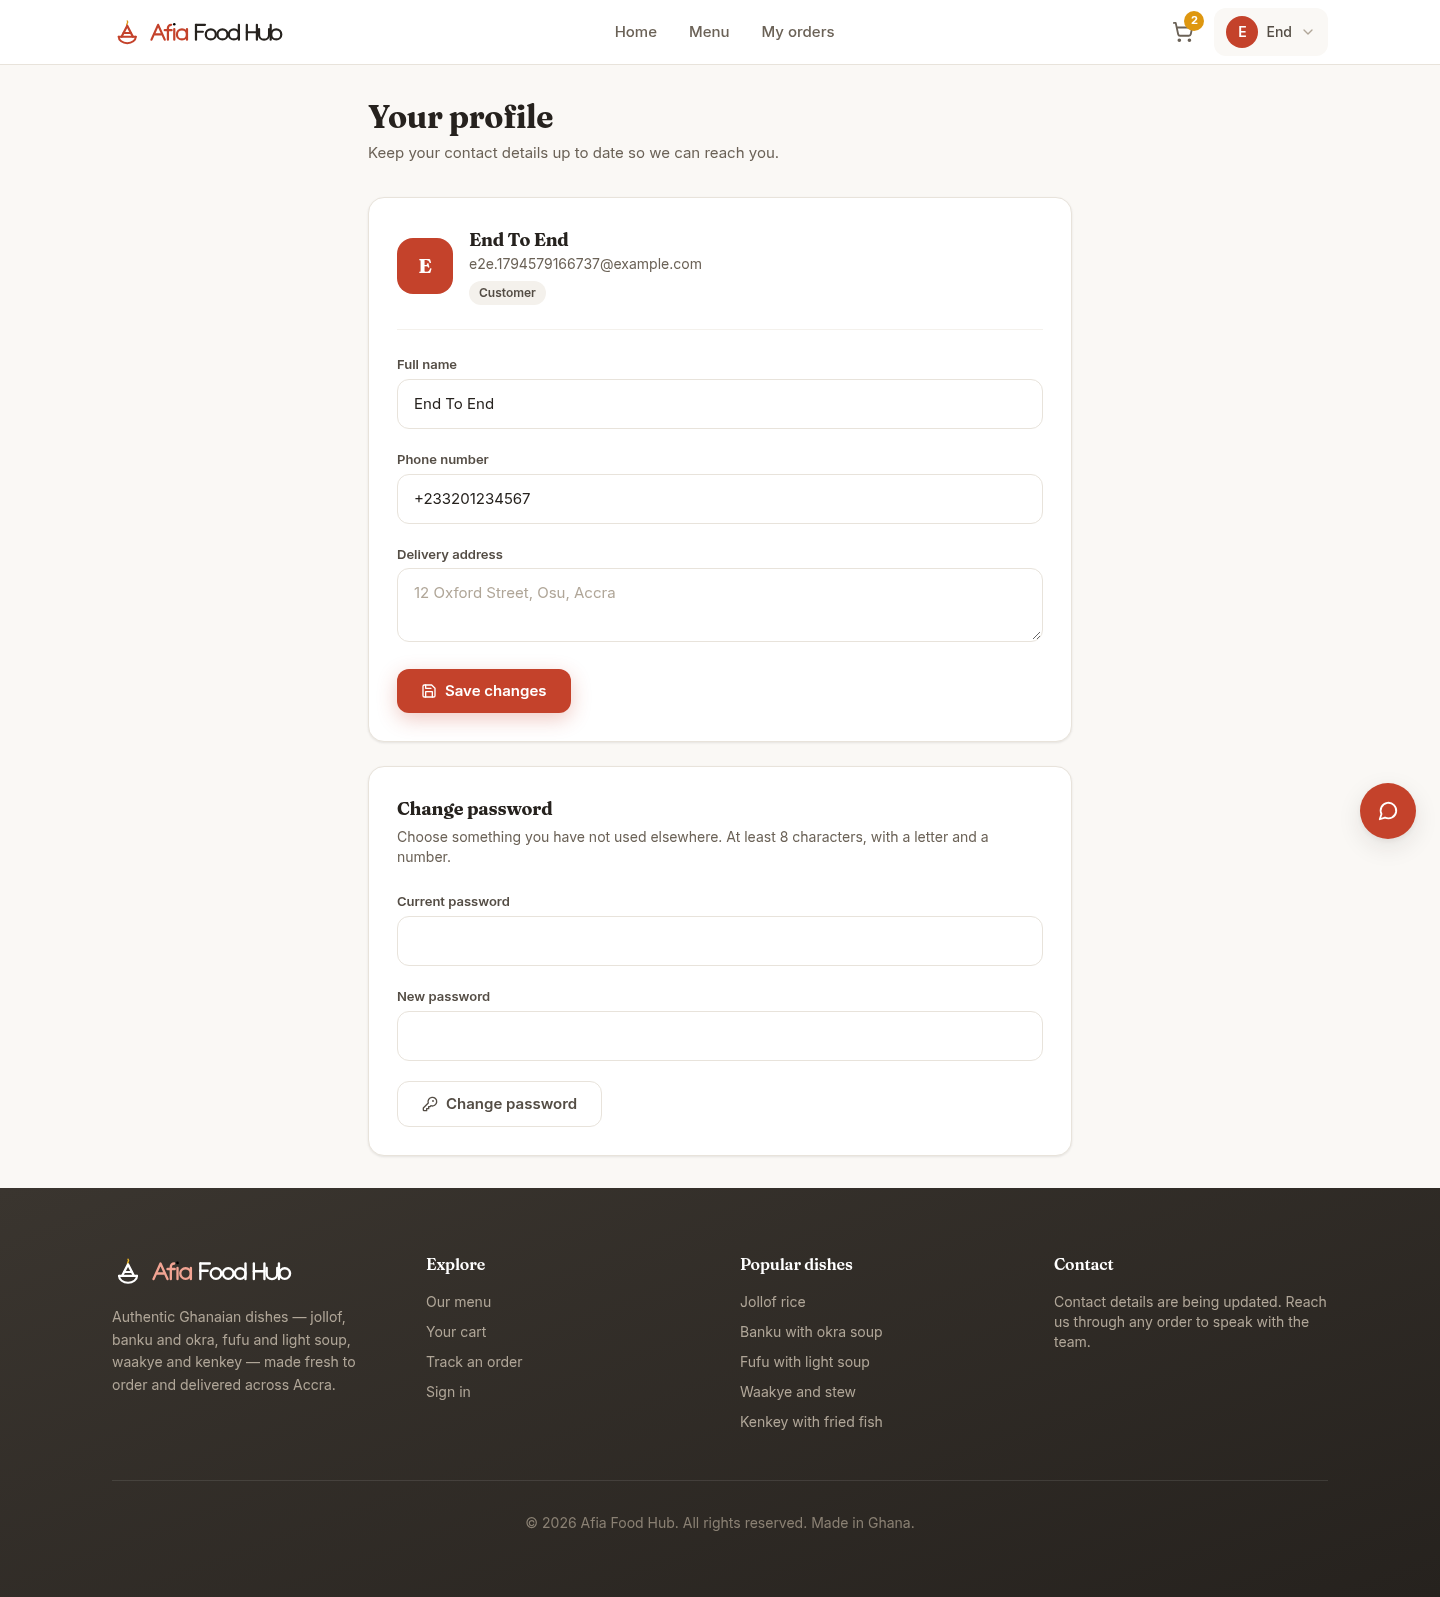 Afia Food Hub
Home
Menu
My orders
2
E
End
Your profile
Keep your contact details up to date so we can reach you.
E
End To End
e2e.1794579166737@example.com
Customer
Full name
End To End
Phone number
+233201234567
Delivery address
12 Oxford Street, Osu, Accra
Save changes
Change password
Choose something you have not used elsewhere. At least 8 characters, with a letter and a
number.
Current password
New password
Change password
Afia Food Hub
Authentic Ghanaian dishes — jollof,
banku and okra, fufu and light soup,
waakye and kenkey — made fresh to
order and delivered across Accra.
Explore
Our menu
Your cart
Track an order
Sign in
Popular dishes
Jollof rice
Banku with okra soup
Fufu with light soup
Waakye and stew
Kenkey with fried fish
Contact
Contact details are being updated. Reach
us through any order to speak with the
team.
© 2026 Afia Food Hub. All rights reserved. Made in Ghana.